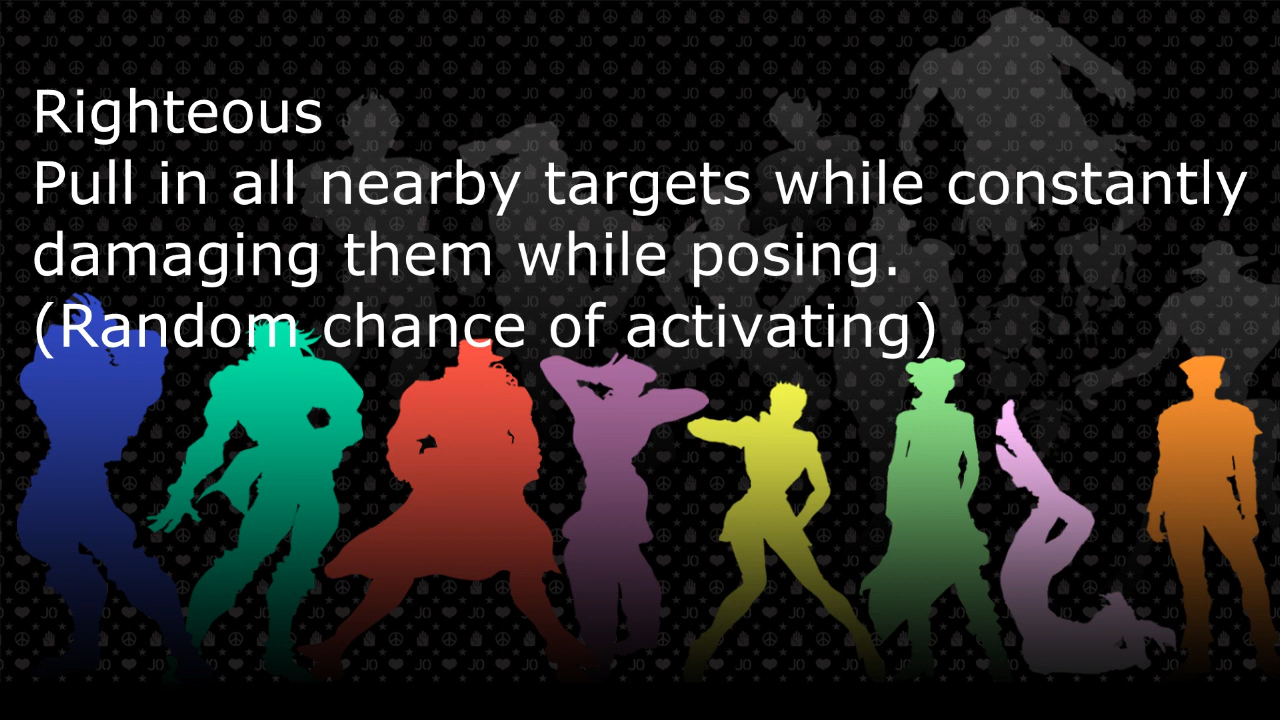 Righteous
Pull in all nearby targets while constantly
damaging them while posing.
(Random chance of activating)